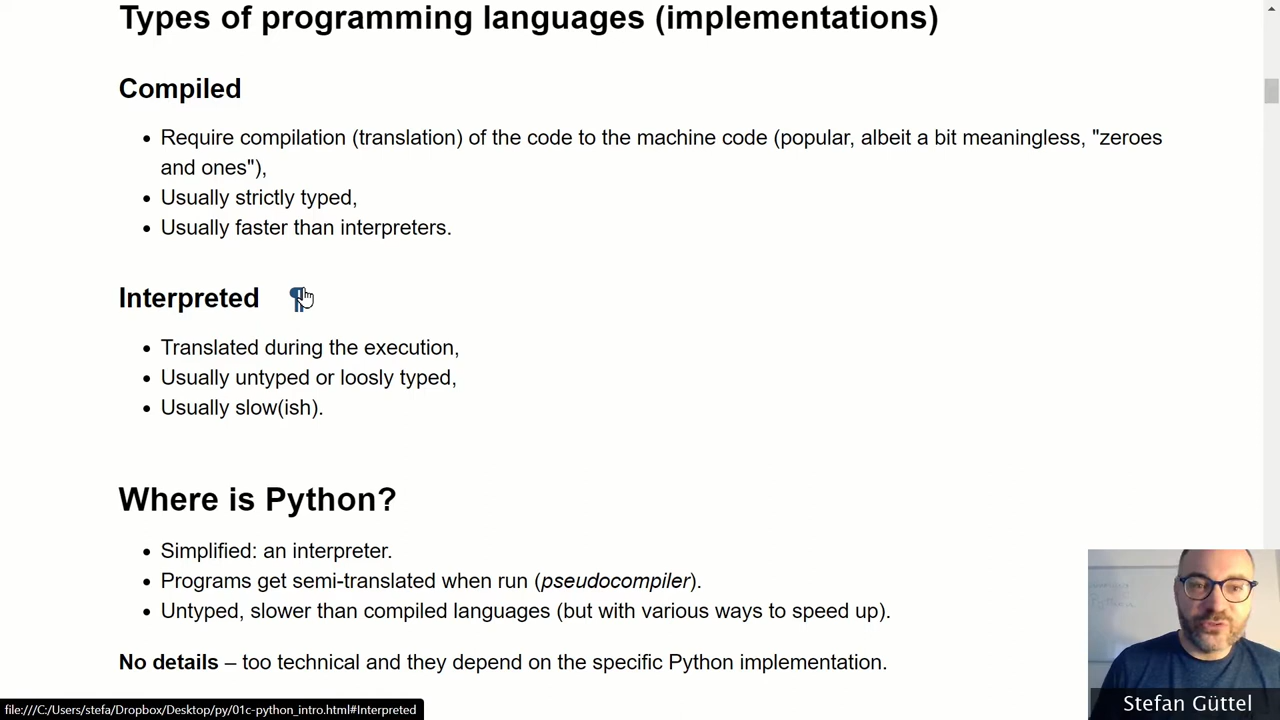 Types of programming languages (implementations)
Compiled
• Require compilation (translation) of the code to the machine code (popular, albeit a bit meaningless, "zeroes
and ones"),
• Usually strictly typed,
• Usually faster than interpreters.
Interpreted ¶
• Translated during the execution,
• Usually untyped or loosly typed,
• Usually slow(ish).
Where is Python?
• Simplified: an interpreter.
• Programs get semi-translated when run (pseudocompiler).
• Untyped, slower than compiled languages (but with various ways to speed up).
No details – too technical and they depend on the specific Python implementation.
Stefan Güttel
file:///C:/Users/stefa/Dropbox/Desktop/py/01c-python_intro.html#Interpreted